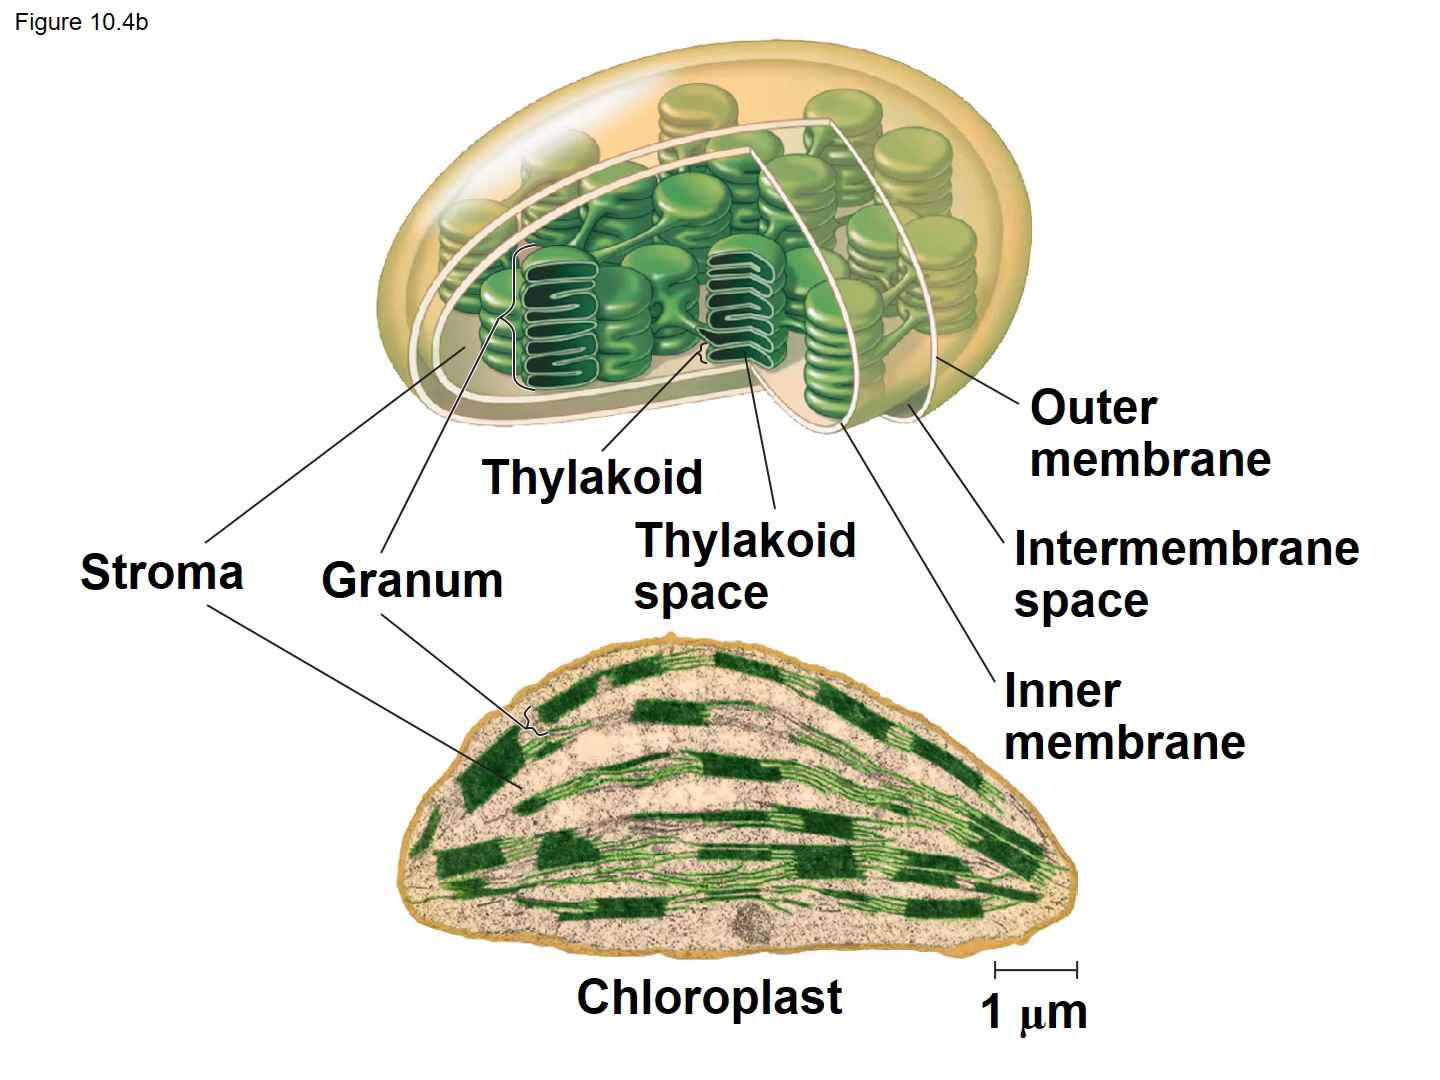 Figure 10.4b
Outer
membrane
Thylakoid
Thylakoid
space
Intermembrane
space
Stroma
Granum
Inner
membrane
Chloroplast
1 μm